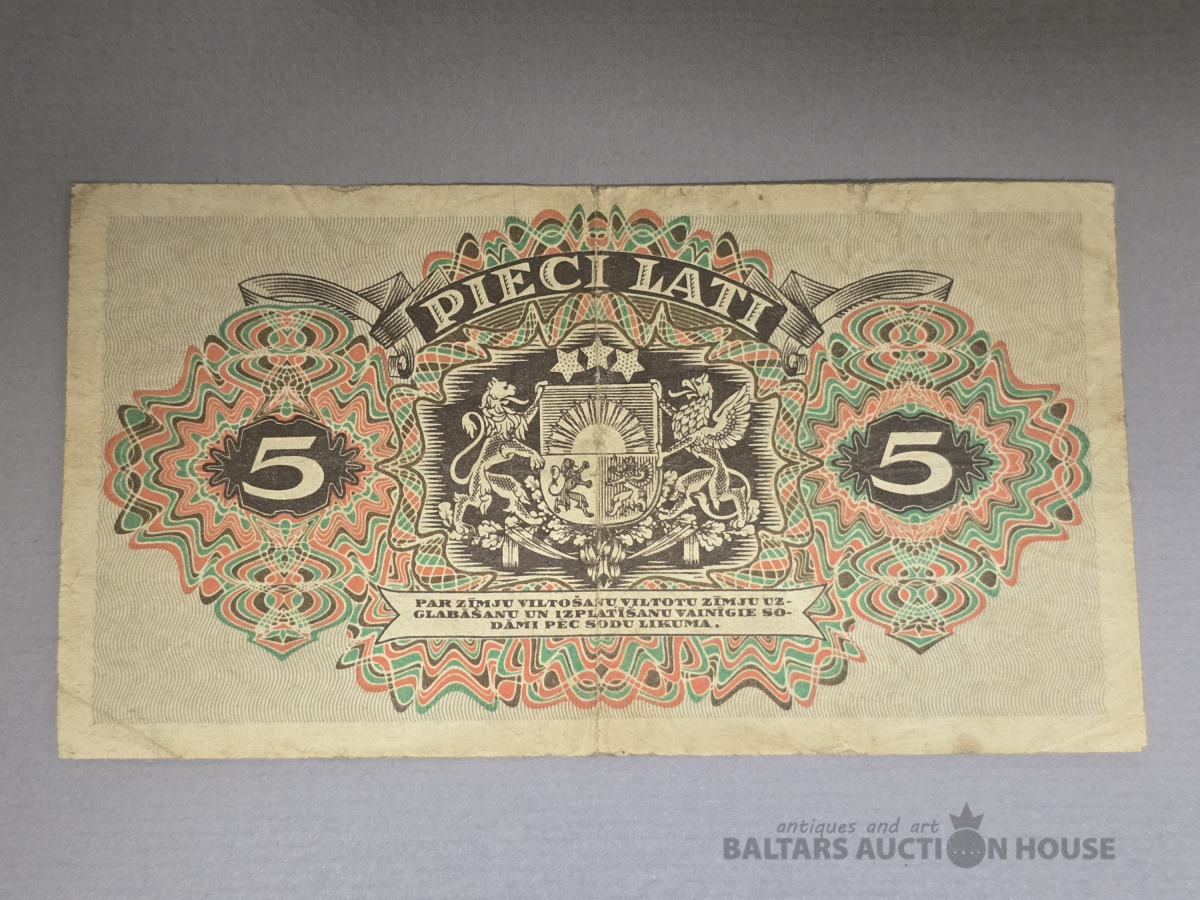 PIECI LATI
5
5
PAR ZĪMJU VILTOŠANU VILTOTU ZĪMJU UZ-
GLABĀŠANU UN IZPLATĪŠANU VAINĪGIE SO-
DĀMI PĒC SODU LIKUMA.
antiques and art
BALTARS AUCTION HOUSE